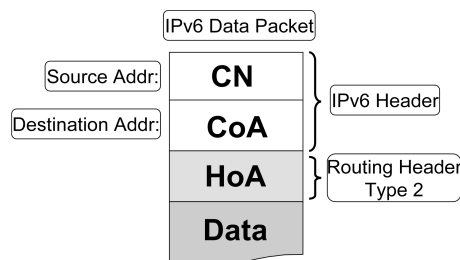 IPv6 Data Packet
Source Addr:
CN
IPv6 Header
Destination Addr:
CoA
HoA
Routing Header
Type 2
Data